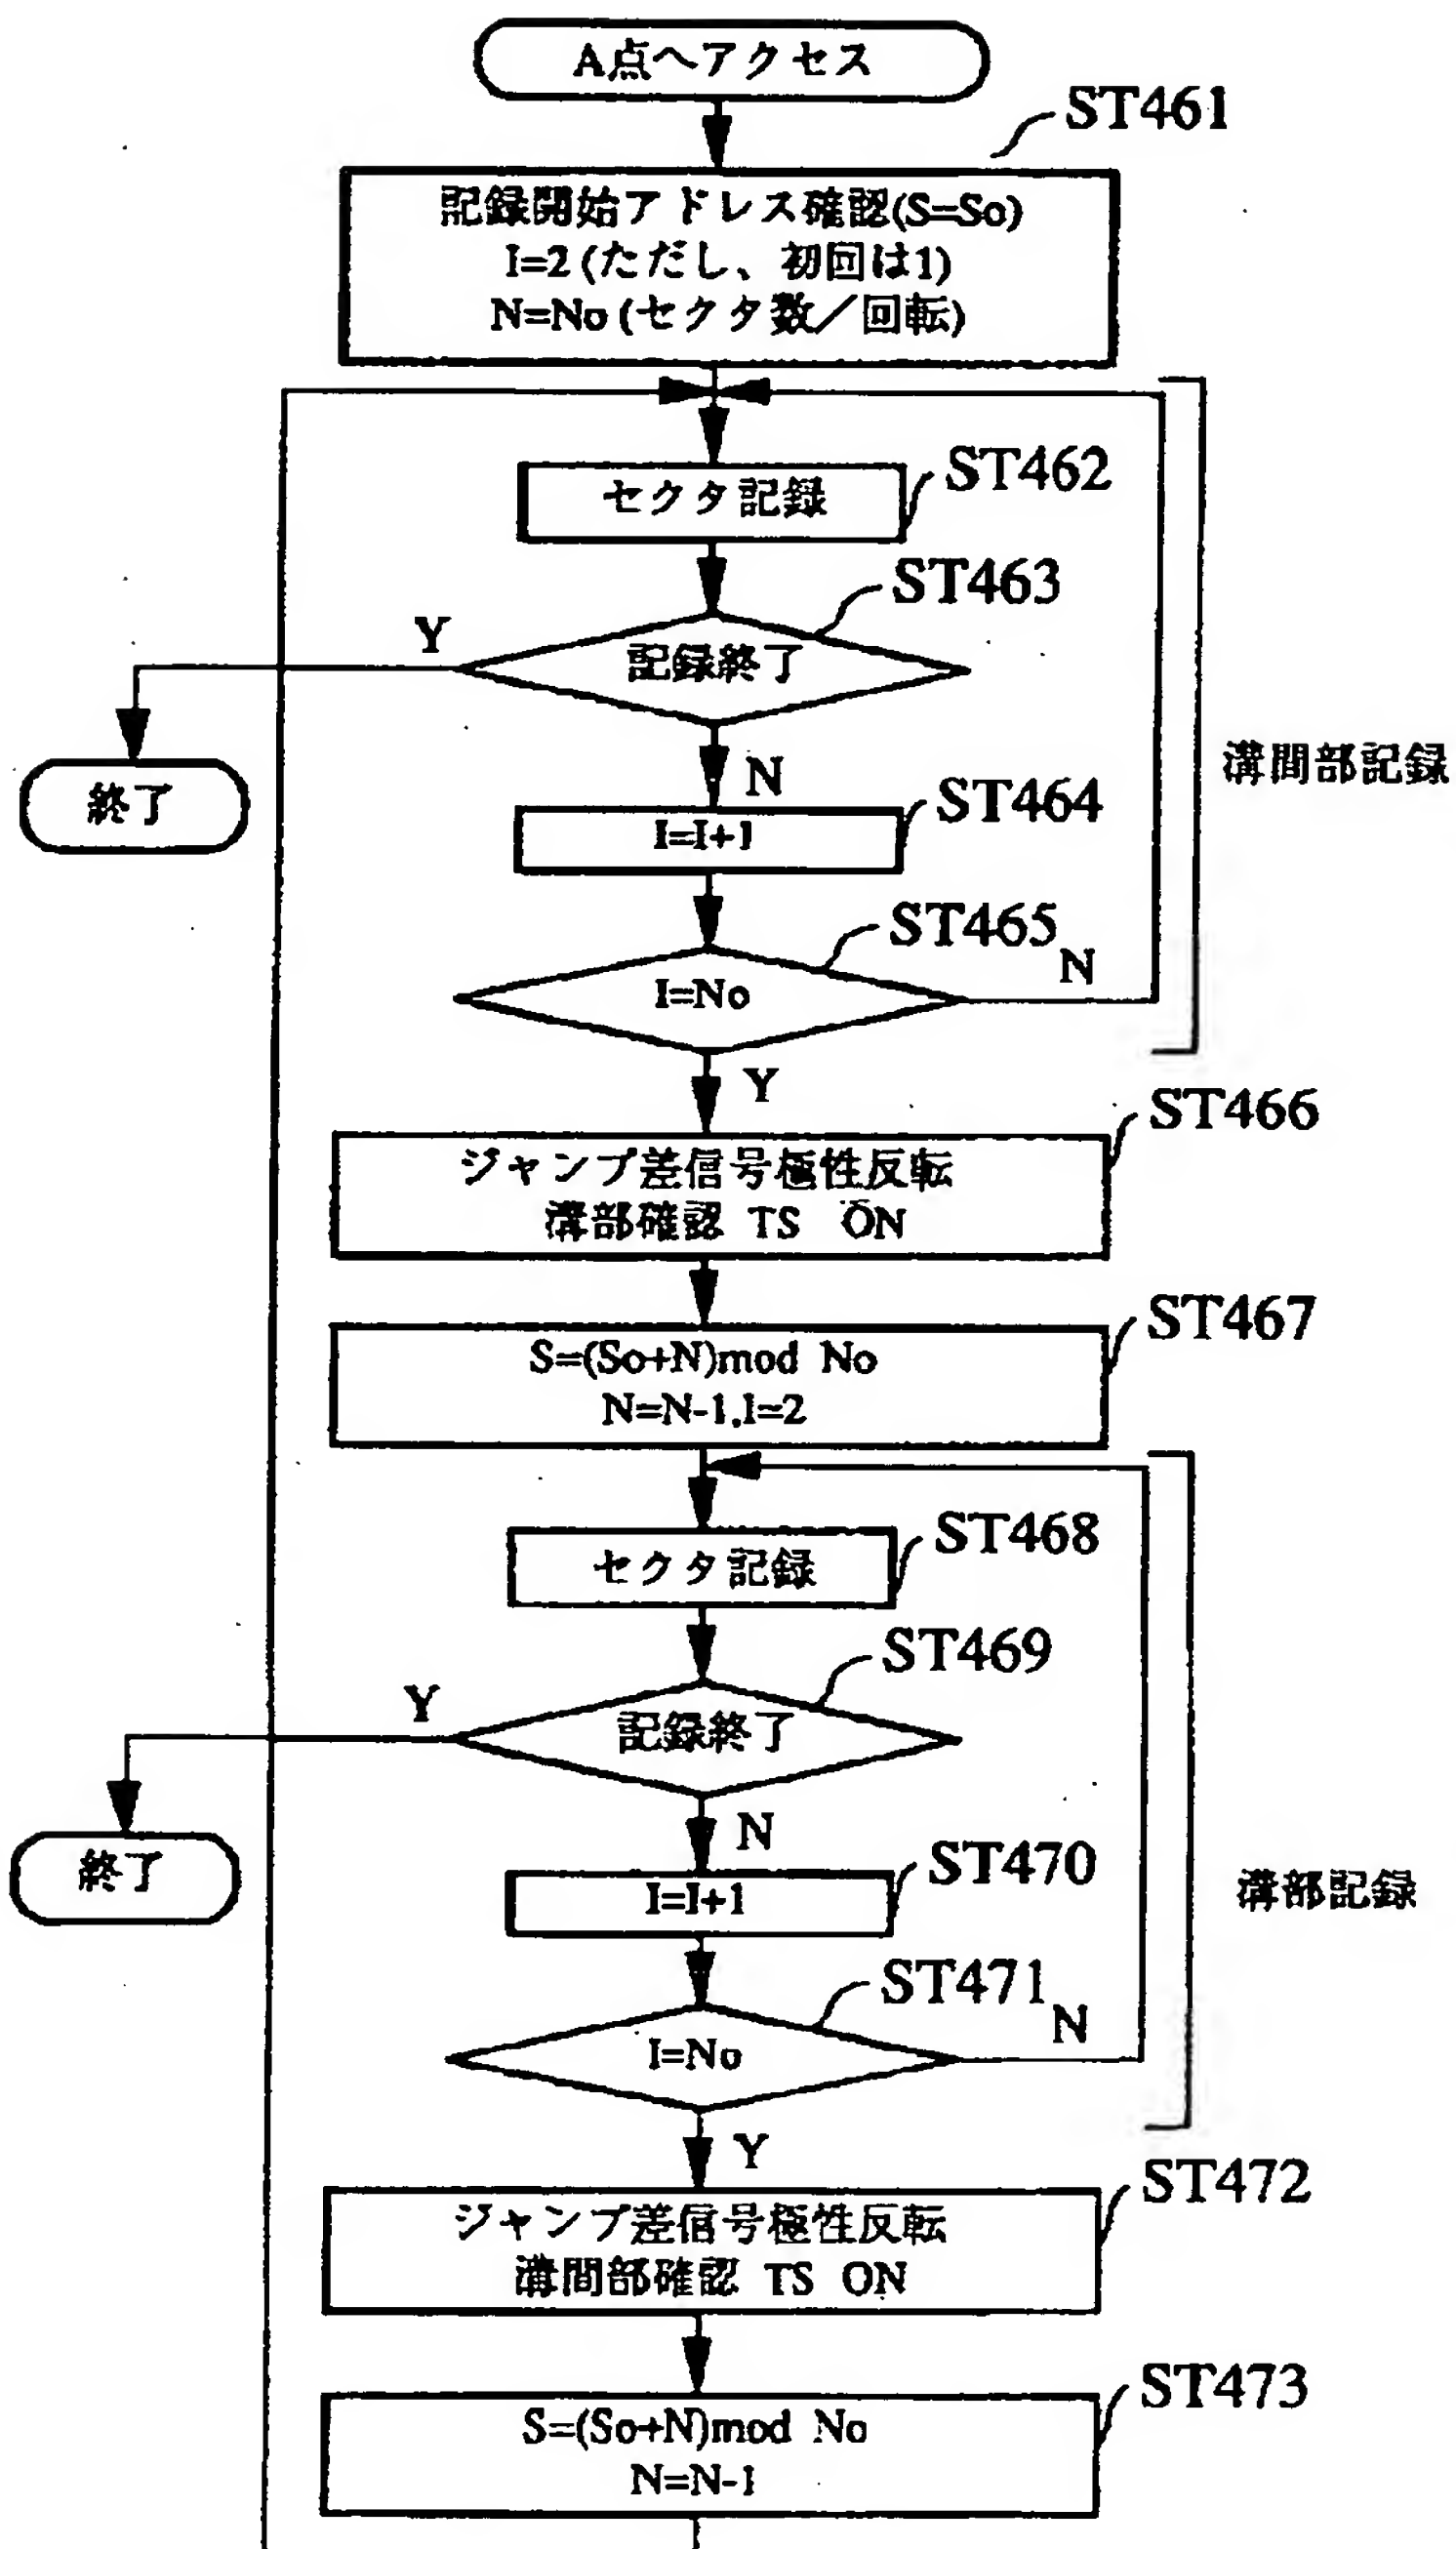 A点へアクセス
ST461
記録開始アドレス確認(S=So)
I=2 (ただし、初回は1)
N=No (セクタ数／回転)
ST462
セクタ記録
ST463
Y
記録終了
終了
N
溝間部記録
ST464
I=I+1
ST465
N
I=No
Y
ST466
ジャンプ差信号極性反転
溝部確認 TS ON
ST467
S=(So+N)mod No
N=N-1,I=2
ST468
セクタ記録
ST469
Y
記録終了
終了
N
ST470
I=I+1
溝部記録
ST471
N
I=No
Y
ST472
ジャンプ差信号極性反転
溝間部確認 TS ON
ST473
S=(So+N)mod No
N=N-1